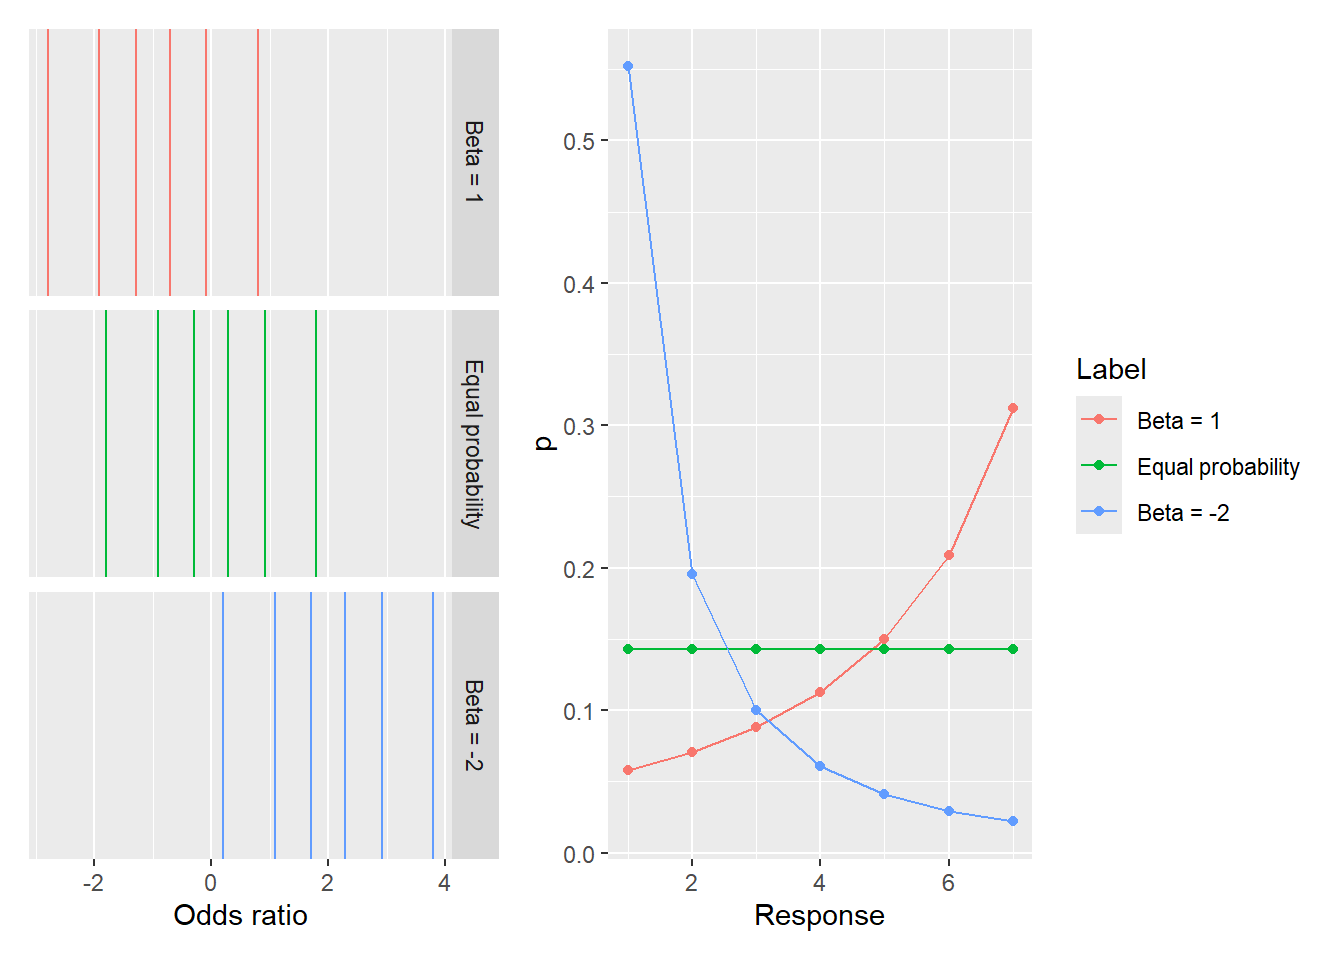 Beta = 1
Equal probability
Beta = -2
-2 0 2 4
Odds ratio
0.5
0.4
0.3
0.2
0.1
0.0
p
2 4 6
Response
Label
Beta = 1
Equal probability
Beta = -2